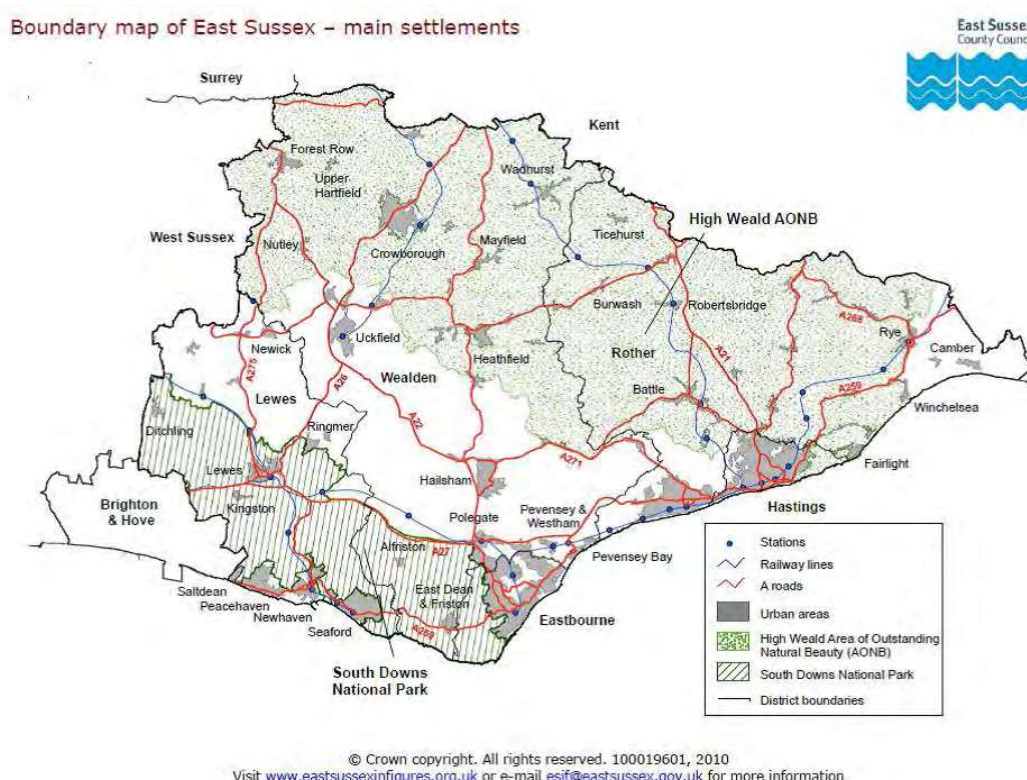 Boundary map of East Sussex – main settlements
East Susse
County Counc
Surrey
Kent
Forest Row
Upper
Hartfield
Wadhurst
High Weald AONB
West Sussex
Nutley
Crowborough
Mayfield
Ticehurst
Burwash
Robertsbridge
A268
Rye
Camber
Uckfield
Newick
Heathfield
Rother
A21
A275
A26
Wealden
Battle
A259
Winchelsea
Lewes
A22
Ditchling
Ringmer
A271
Fairlight
Lewes
Hailsham
Hastings
Brighton
& Hove
Kingston
Polegate
Pevensey &
Westham
Alfriston
A27
Pevensey Bay
Saltdean
Peacehaven
Newhaven
Seaford
East Dean
& Friston
A259
Eastbourne
South Downs
National Park
Stations
Railway lines
A roads
Urban areas
High Weald Area of Outstanding
Natural Beauty (AONB)
South Downs National Park
District boundaries
© Crown copyright. All rights reserved. 100019601, 2010
Visit www.eastsussexinfigures.org.uk or e-mail esif@eastsussex.gov.uk for more information